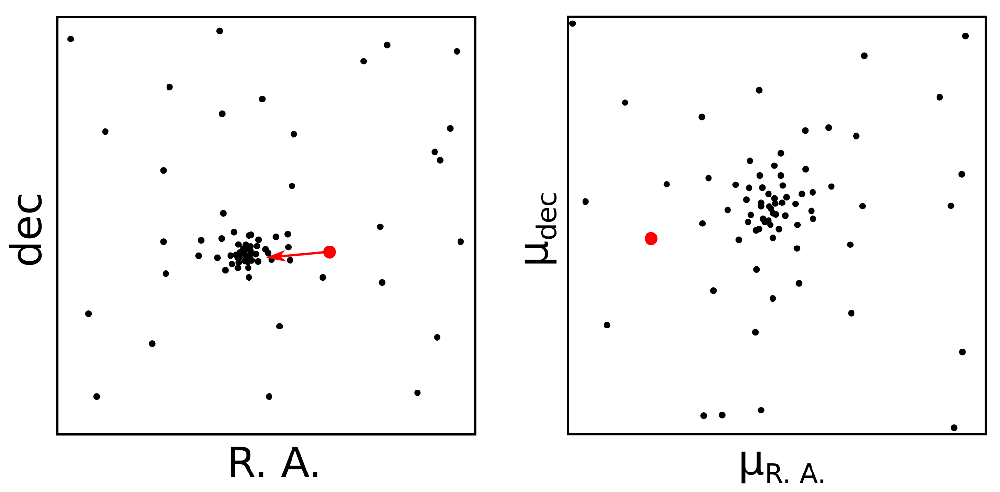 dec
R. A.
μdec
μR. A.